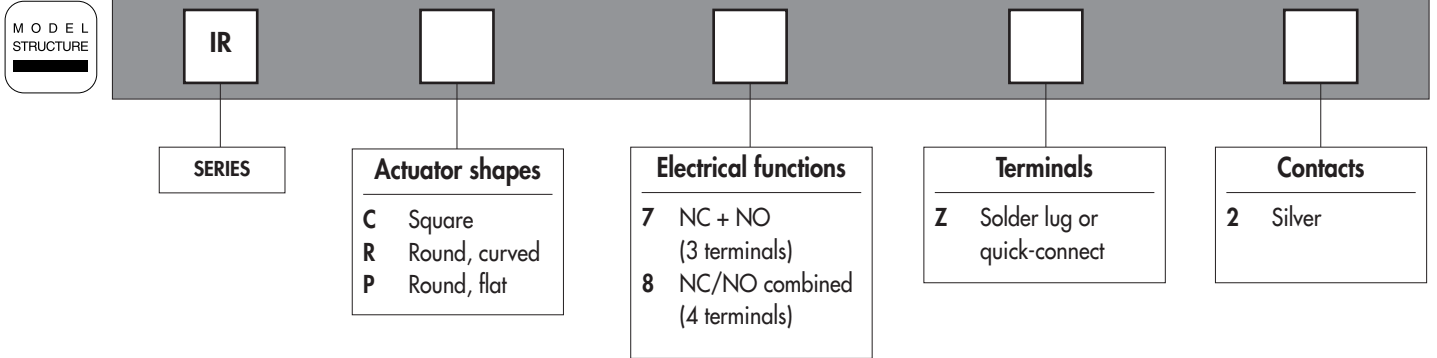 MODEL
STRUCTURE
IR
SERIES
Actuator shapes
C Square
R Round, curved
P Round, flat
Electrical functions
7 NC + NO
(3 terminals)
8 NC/NO combined
(4 terminals)
Terminals
Z Solder lug or
quick-connect
Contacts
2 Silver